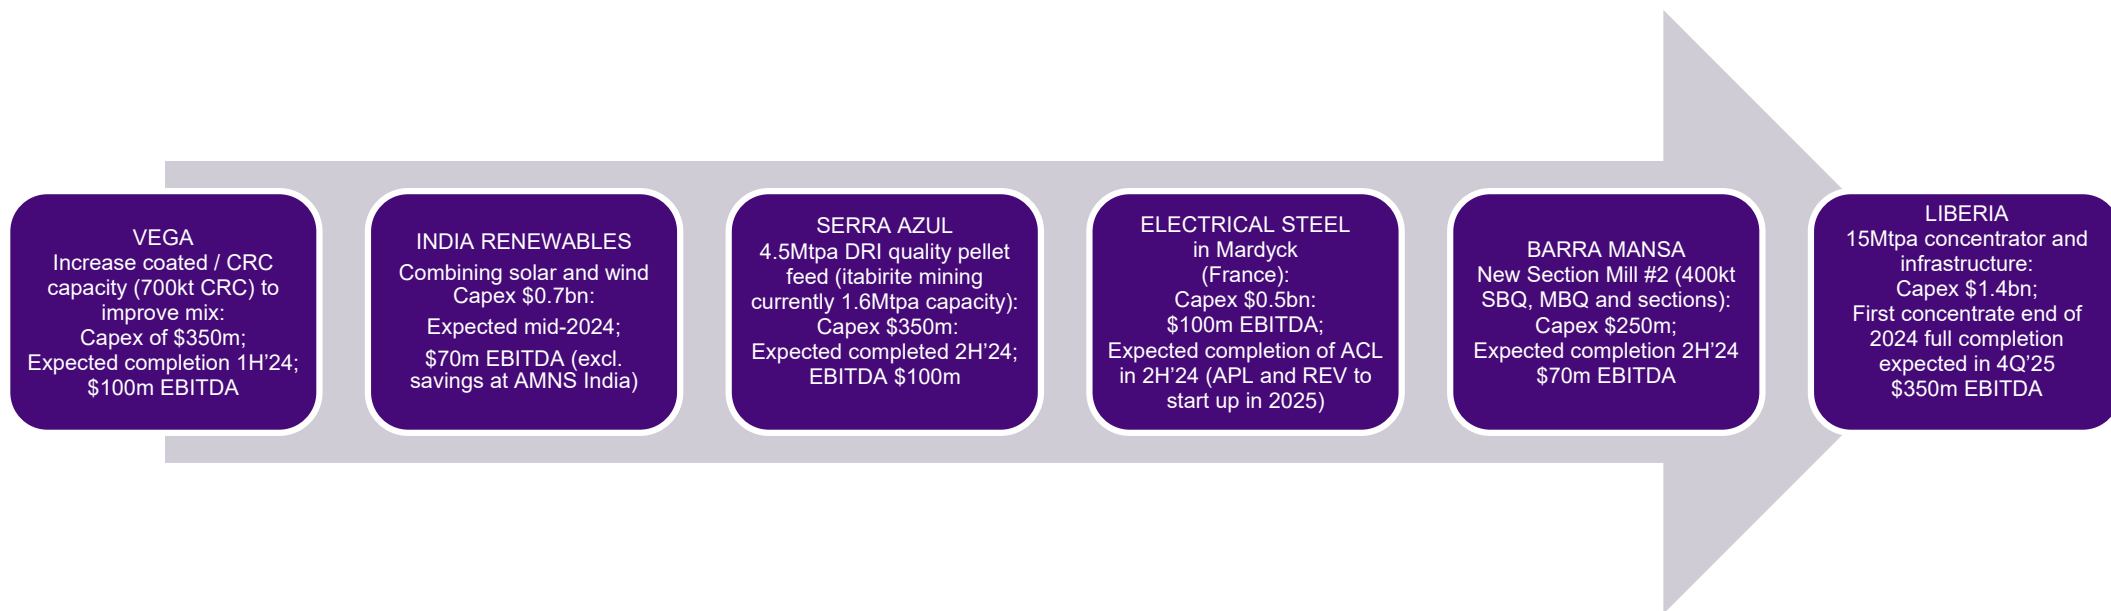 VEGA
Increase coated / CRC
capacity (700kt CRC) to
improve mix:
Capex of $350m;
Expected completion 1H’24;
$100m EBITDA
INDIA RENEWABLES
Combining solar and wind
Capex $0.7bn:
Expected mid-2024;
$70m EBITDA (excl.
savings at AMNS India)
SERRA AZUL
4.5Mtpa DRI quality pellet
feed (itabirite mining
currently 1.6Mtpa capacity):
Capex $350m:
Expected completed 2H’24;
EBITDA $100m
ELECTRICAL STEEL
in Mardyck
(France):
Capex $0.5bn:
$100m EBITDA;
Expected completion of ACL
in 2H’24 (APL and REV to
start up in 2025)
BARRA MANSA
New Section Mill #2 (400kt
SBQ, MBQ and sections):
Capex $250m;
Expected completion 2H’24
$70m EBITDA
LIBERIA
15Mtpa concentrator and
infrastructure:
Capex $1.4bn;
First concentrate end of
2024 full completion
expected in 4Q’25
$350m EBITDA